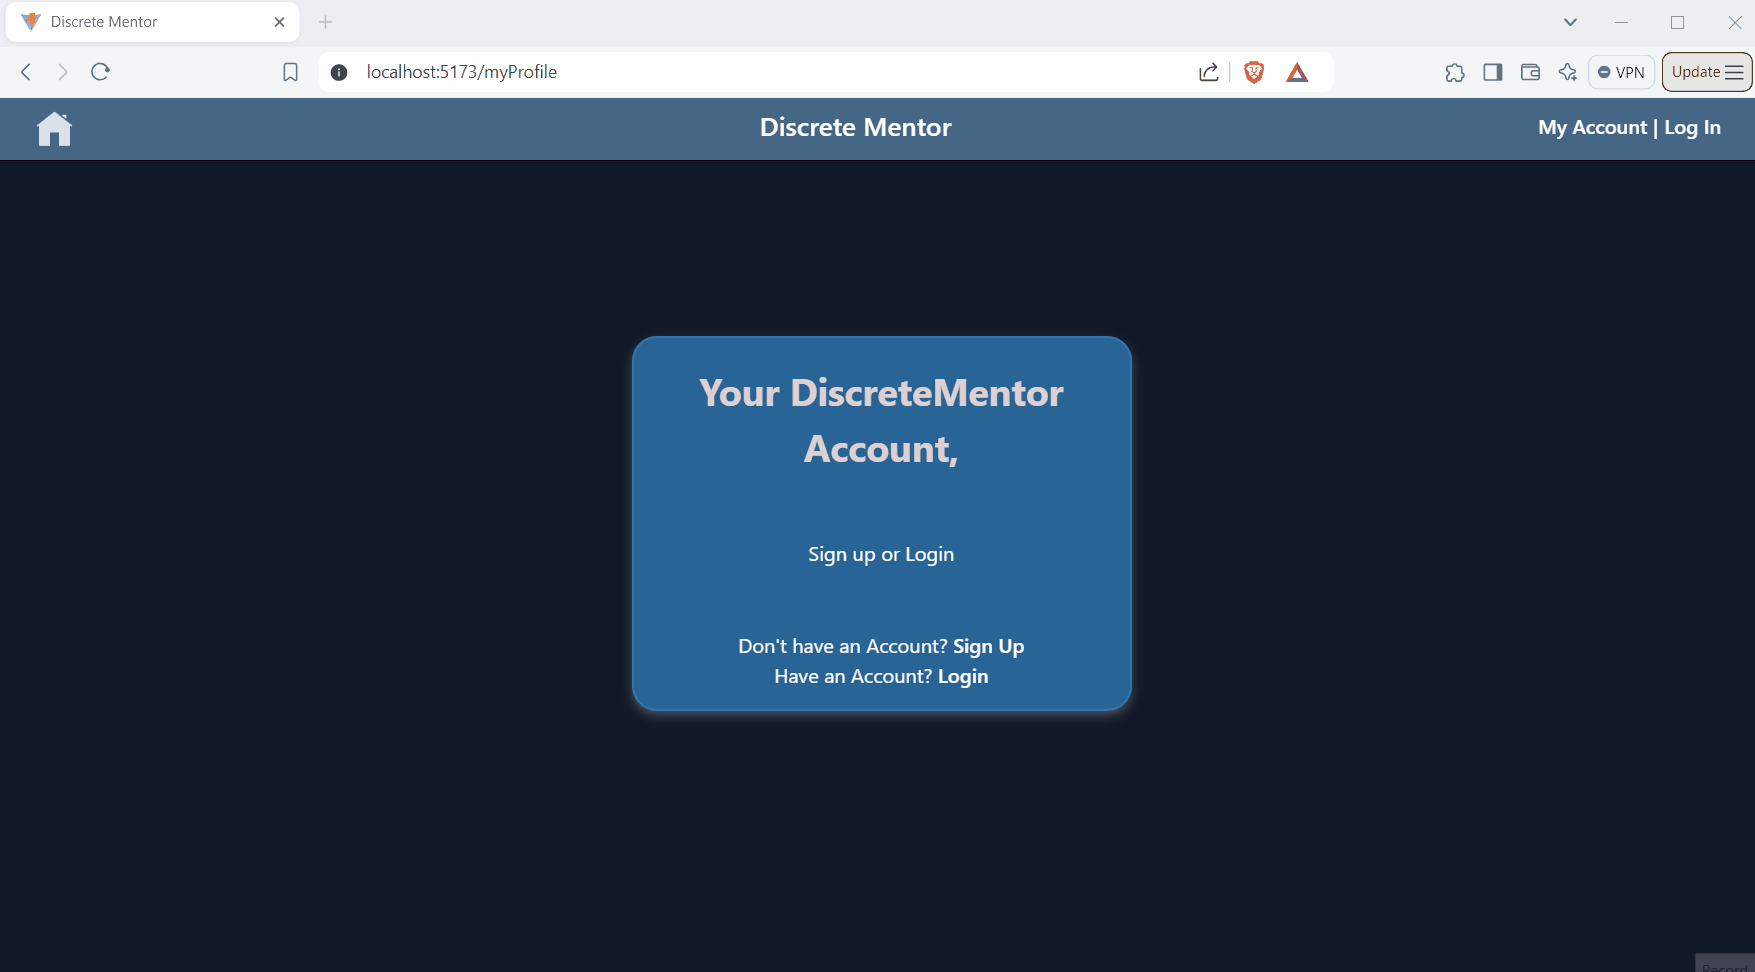 Discrete Mentor
localhost:5173/myProfile
VPN
Update
Discrete Mentor
My Account | Log In
Your DiscreteMentor
Account,
Sign up or Login
Don't have an Account? Sign Up
Have an Account? Login
Record